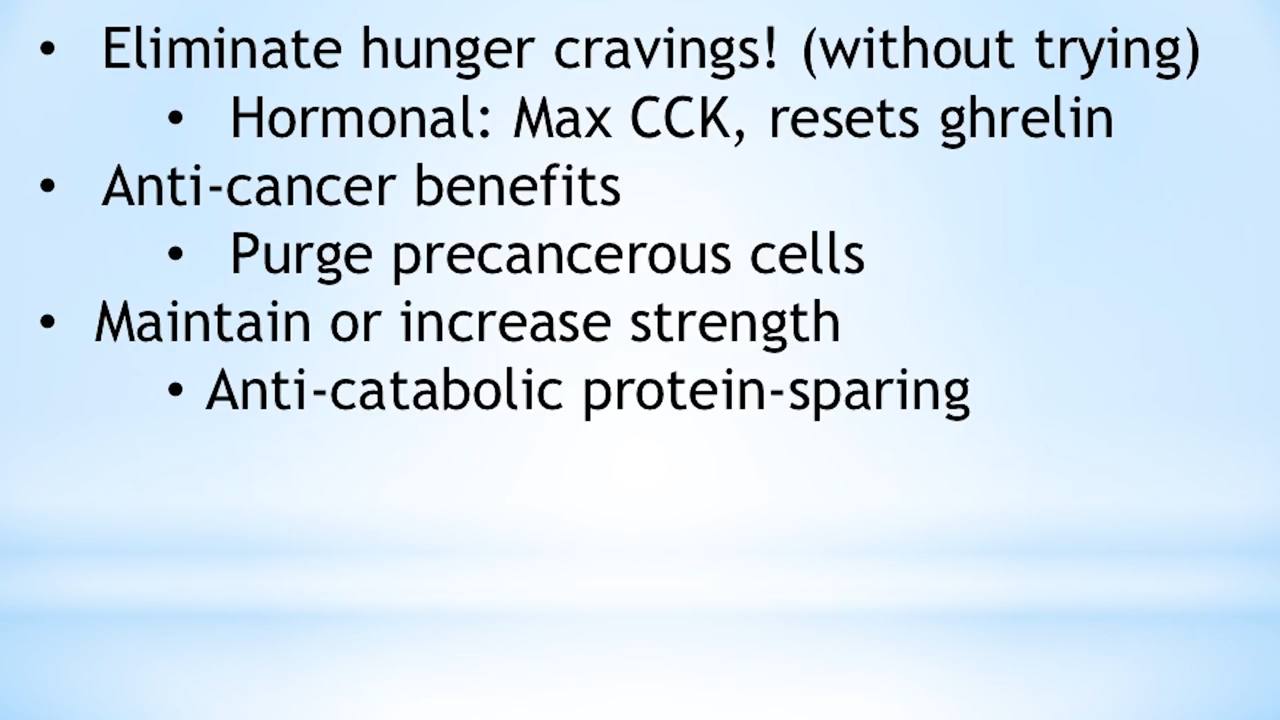 • Eliminate hunger cravings! (without trying)
• Hormonal: Max CCK, resets ghrelin
• Anti-cancer benefits
• Purge precancerous cells
• Maintain or increase strength
• Anti-catabolic protein-sparing